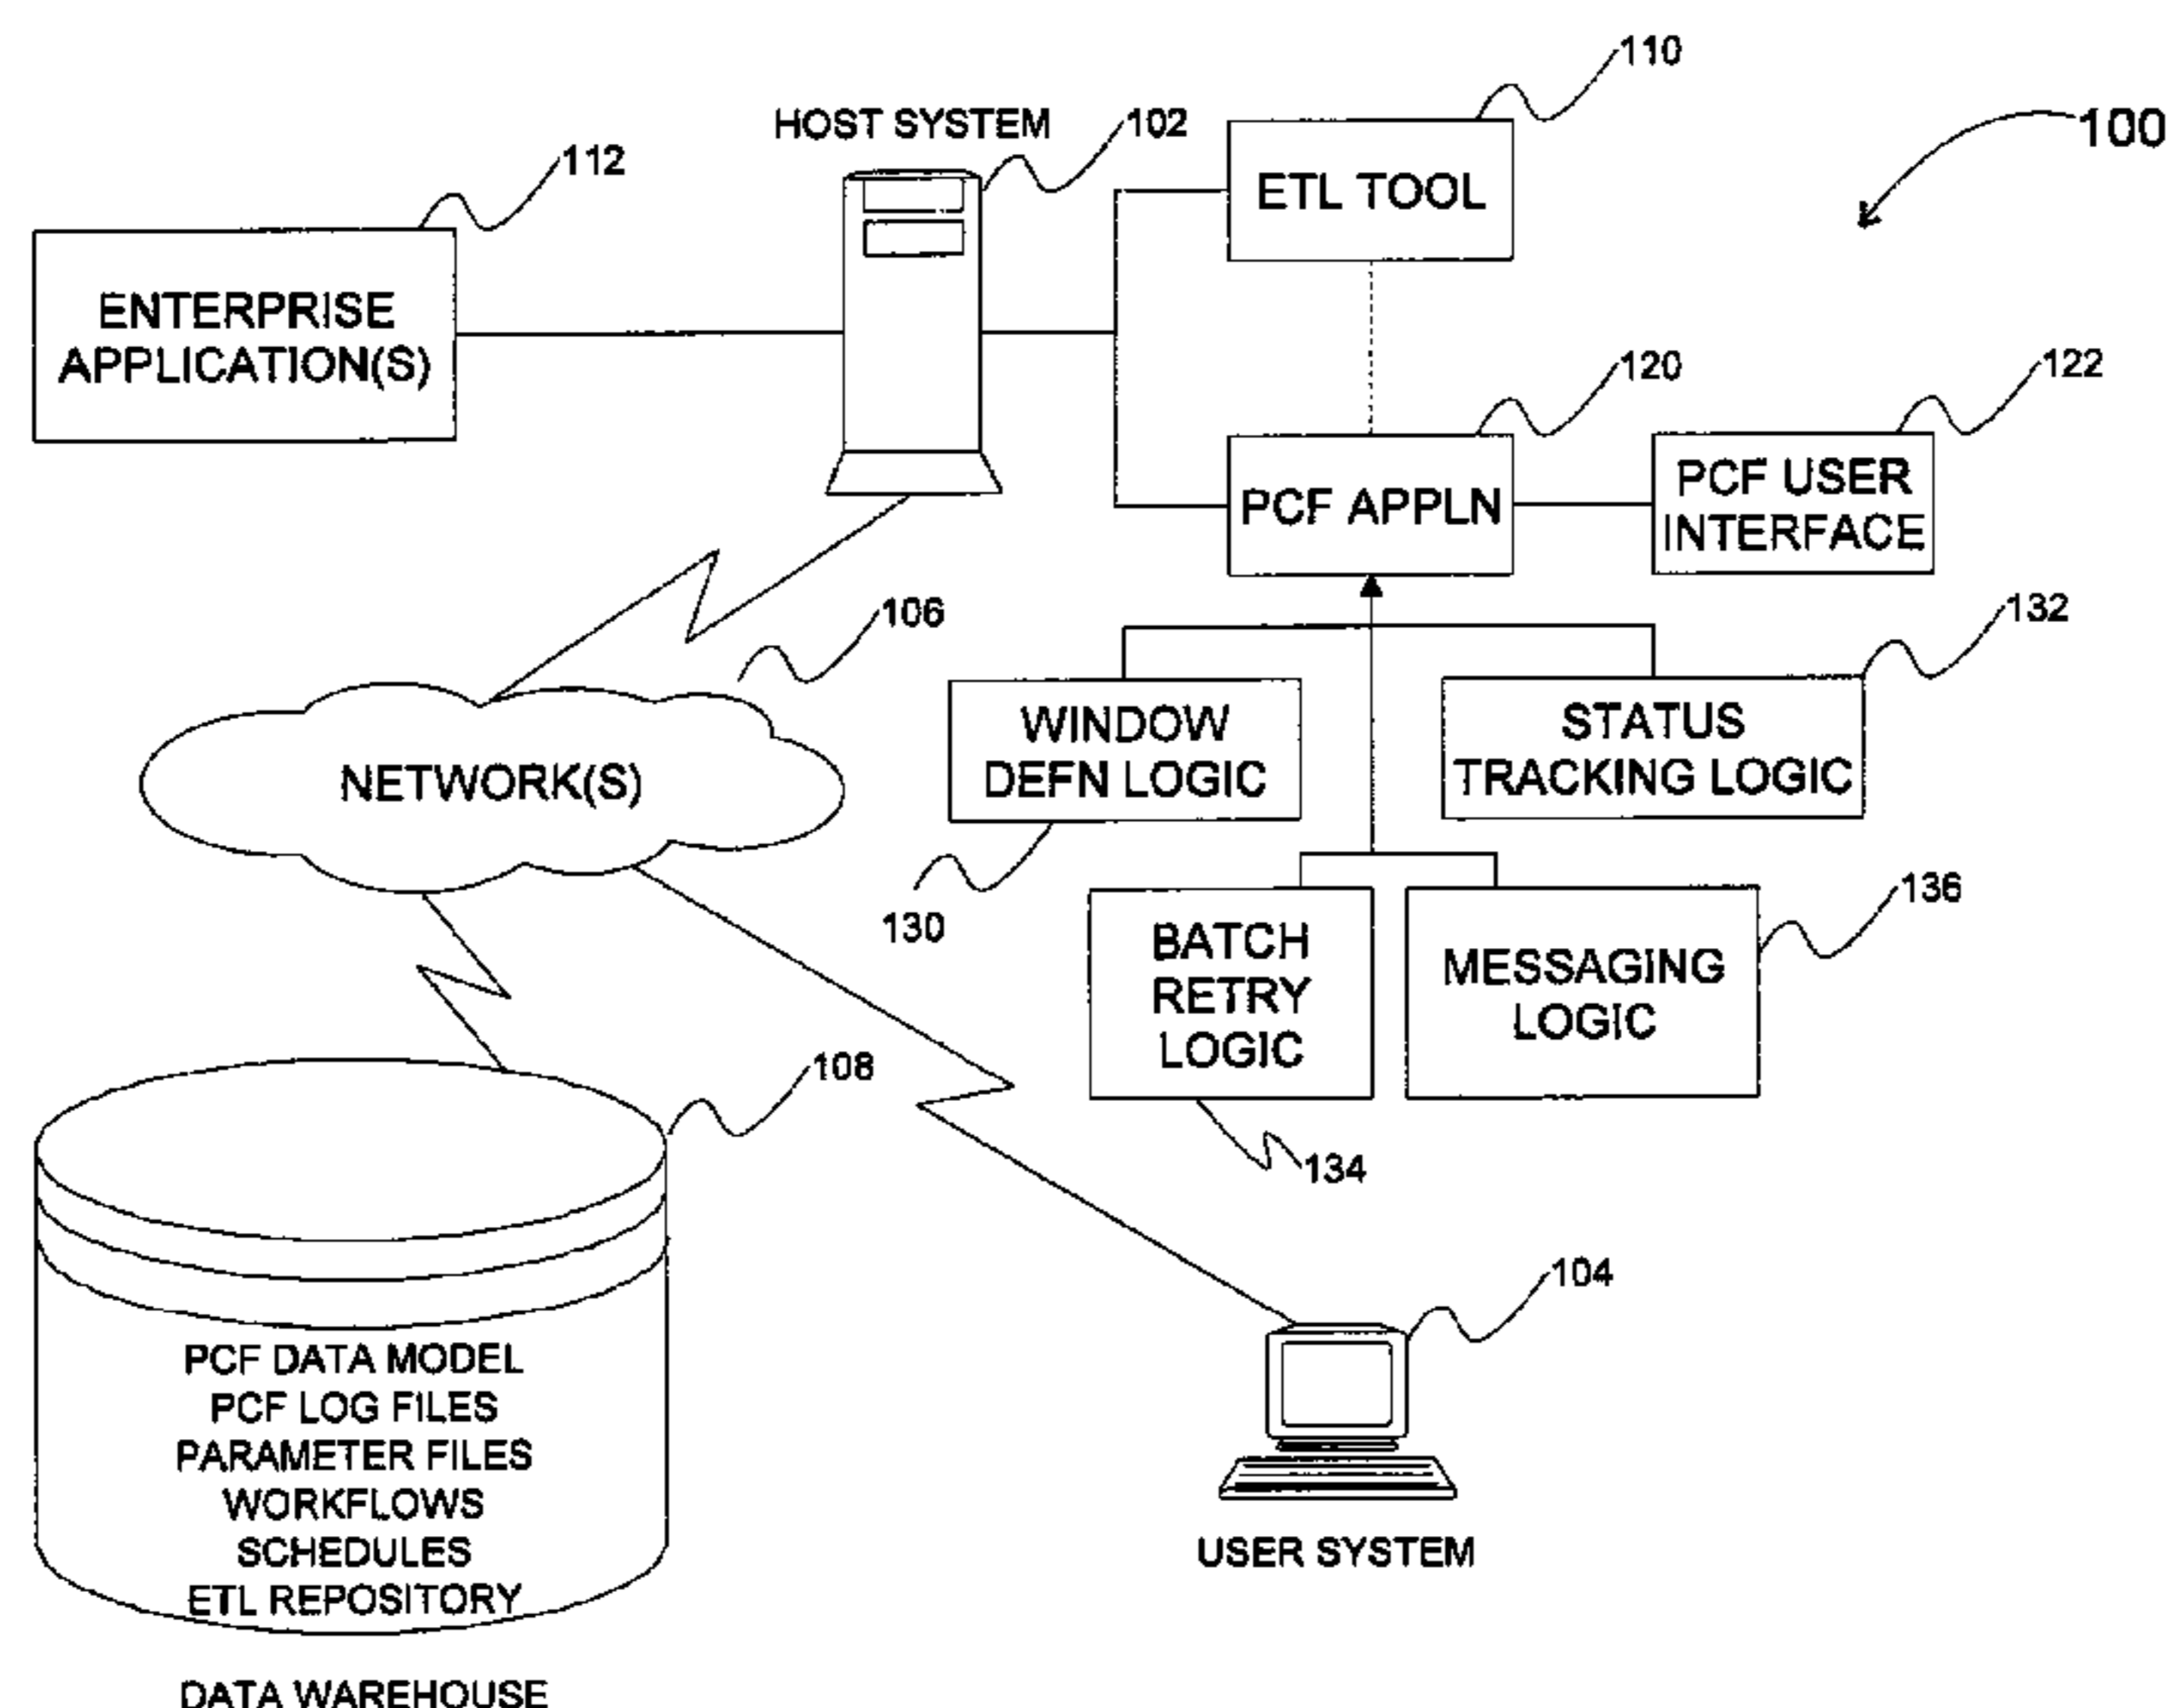 110
HOST SYSTEM
102
100
112
ETL TOOL
ENTERPRISE
APPLICATION(S)
120
122
PCF APPLN
PCF USER
INTERFACE
106
132
WINDOW
DEFN LOGIC
STATUS
TRACKING LOGIC
NETWORK(S)
130
136
BATCH
RETRY
LOGIC
MESSAGING
LOGIC
108
134
104
PCF DATA MODEL
PCF LOG FILES
PARAMETER FILES
WORKFLOWS
SCHEDULES
ETL REPOSITORY
USER SYSTEM
DATA WAREHOUSE